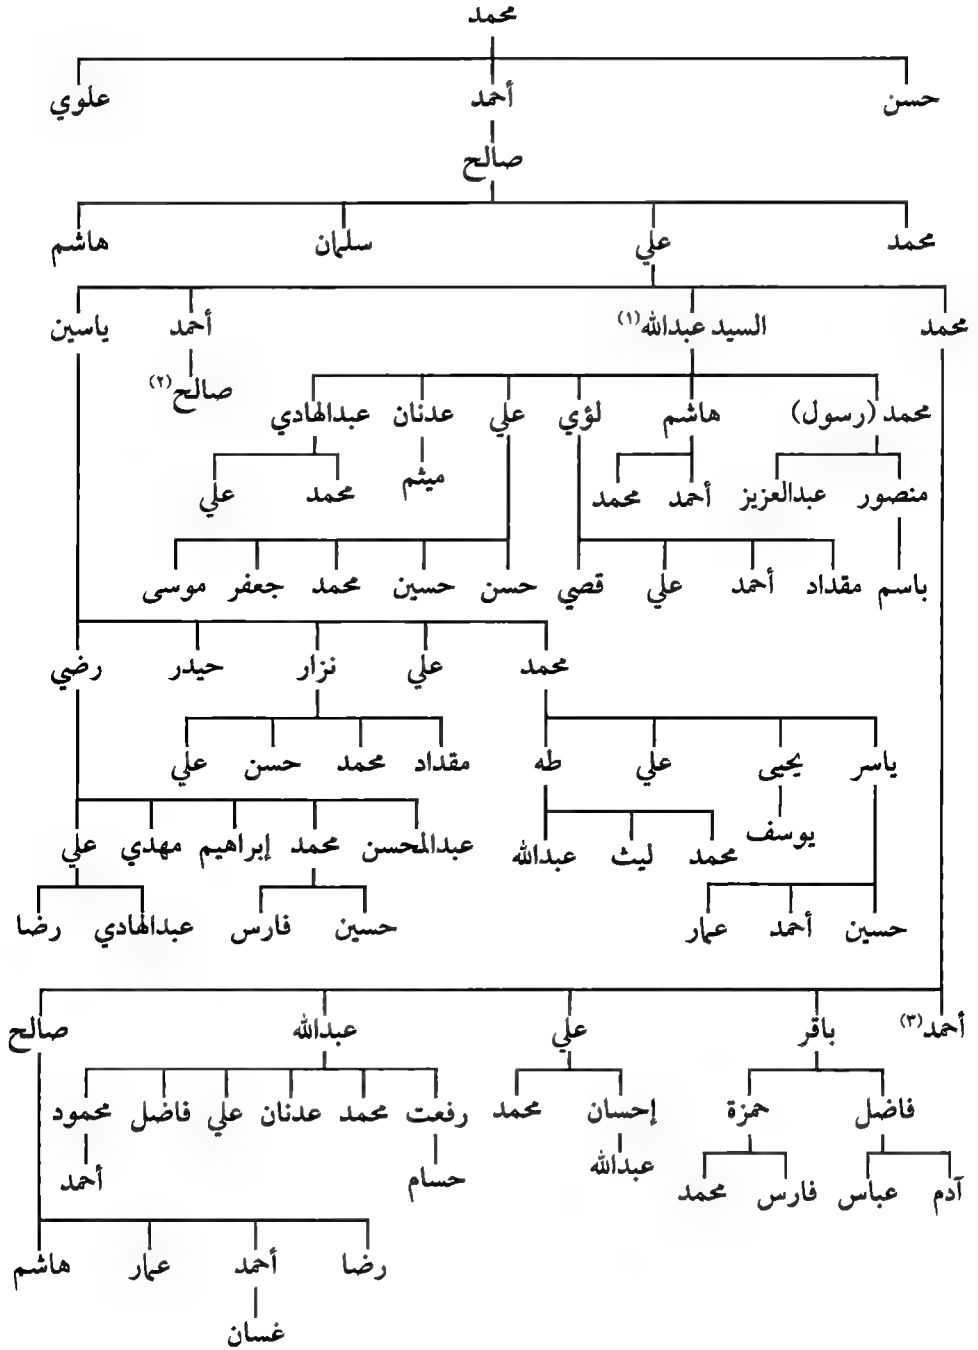 محمد
حسن أحمد علوي
صالح
محمد علي سلمان هاشم
محمد السيد عبدالله(١) أحمد ياسين
صالح(٢)
محمد (رسول) هاشم لؤي علي عدنان عبدالهادي
منصور عبدالعزيز أحمد محمد ميثم محمد علي
باسم مقداد أحمد علي قصي حسن حسين محمد جعفر موسى
محمد علي نزار حيدر رضي
ياسر يحيى علي طه مقداد محمد حسن علي
يوسف محمد ليث عبدالله عبدالمحسن محمد إبراهيم مهدي علي
حسين أحمد عمار حسين فارس عبدالهادي رضا
أحمد(٣) باقر علي عبدالله صالح
فاضل حمزة إحسان محمد رفعت محمد عدنان علي فاضل محمود
آدم عباس فارس محمد عبدالله حسام أحمد
رضا أحمد عمار هاشم
غسان